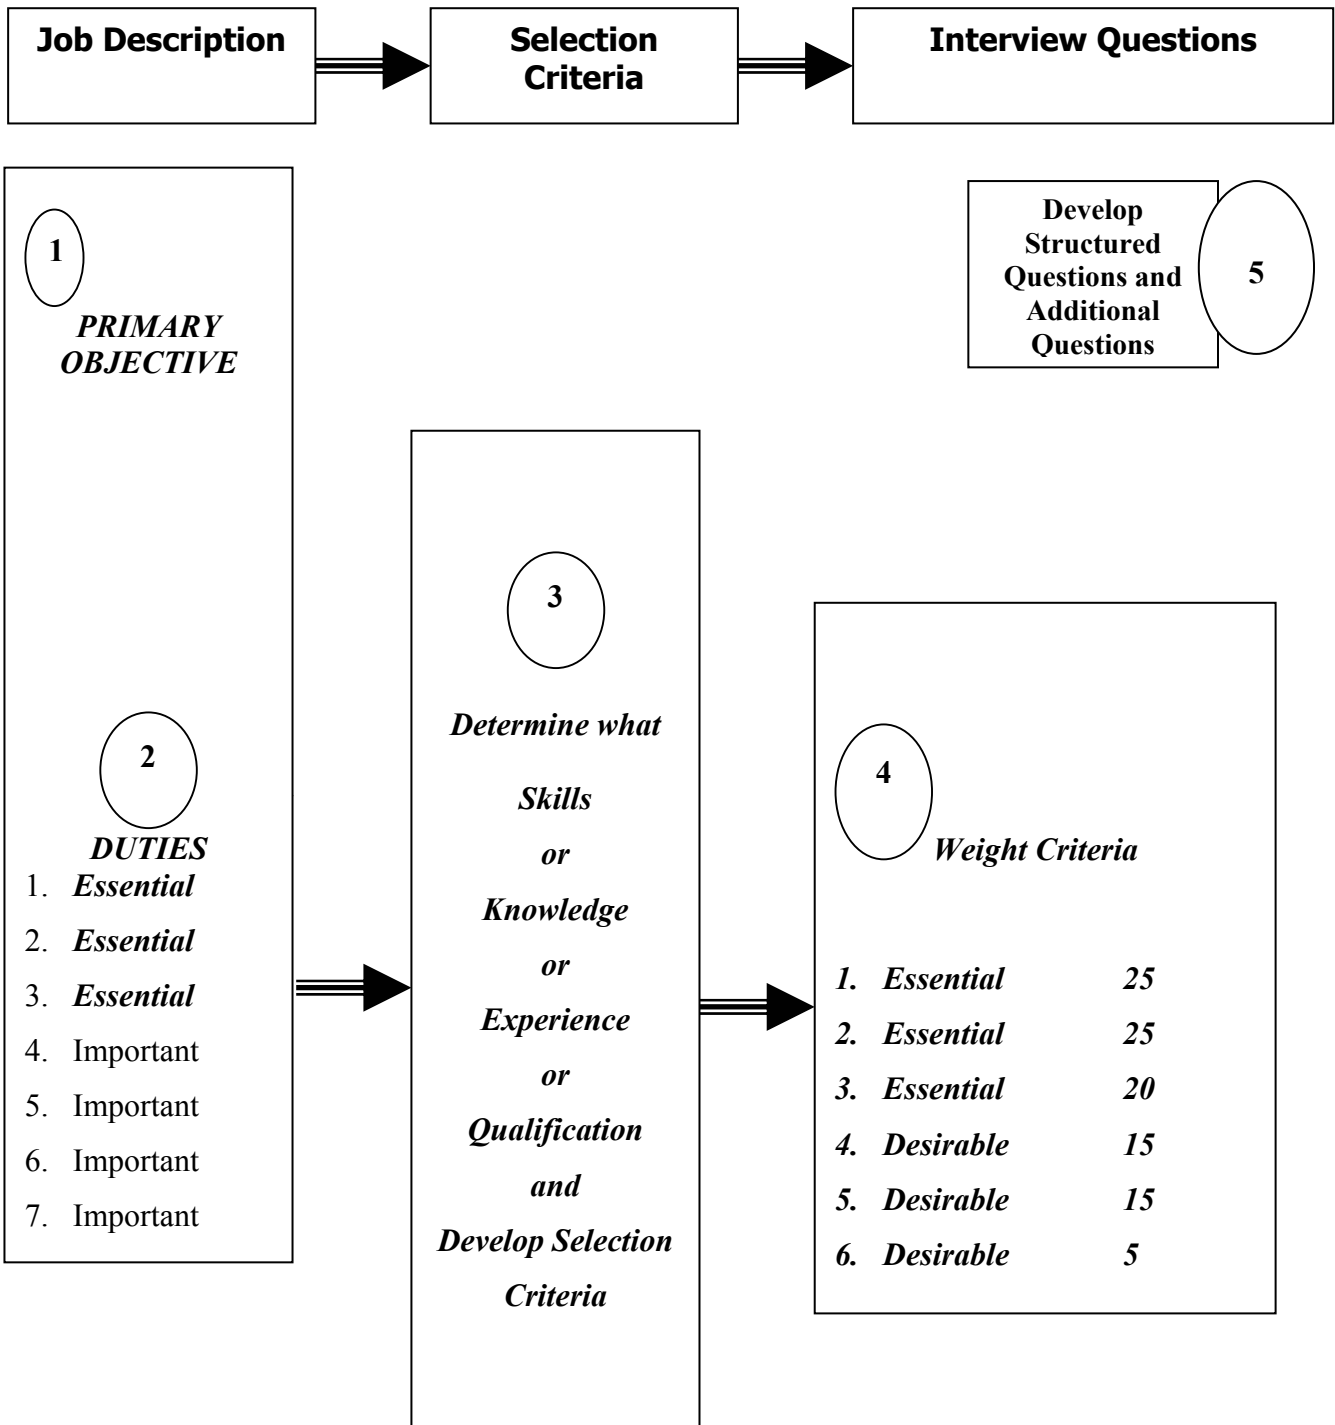 Job Description
Selection
Criteria
Interview Questions
1
PRIMARY
OBJECTIVE
2
DUTIES
1. Essential
2. Essential
3. Essential
4. Important
5. Important
6. Important
7. Important
3
Determine what
Skills
or
Knowledge
or
Experience
or
Qualification
and
Develop Selection
Criteria
4
Weight Criteria
1. Essential 25
2. Essential 25
3. Essential 20
4. Desirable 15
5. Desirable 15
6. Desirable 5
Develop
Structured
Questions and
Additional
Questions
5